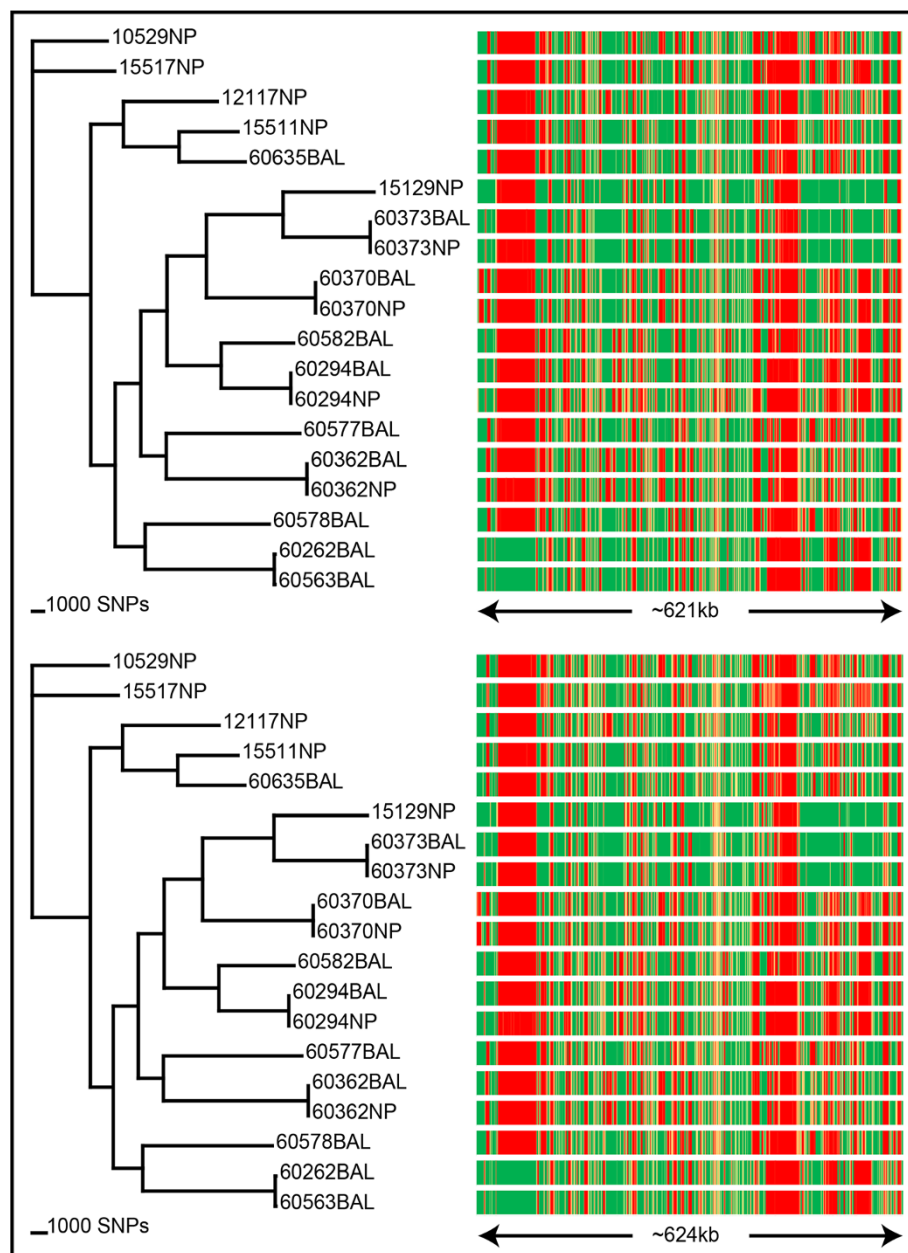 10529NP
15517NP
12117NP
15511NP
60635BAL
15129NP
60373BAL
60373NP
60370BAL
60370NP
60582BAL
60294BAL
60294NP
60577BAL
60362BAL
60362NP
60578BAL
60262BAL
60563BAL
1000 SNPs
~621kb
10529NP
15517NP
12117NP
15511NP
60635BAL
15129NP
60373BAL
60373NP
60370BAL
60370NP
60582BAL
60294BAL
60294NP
60577BAL
60362BAL
60362NP
60578BAL
60262BAL
60563BAL
1000 SNPs
~624kb